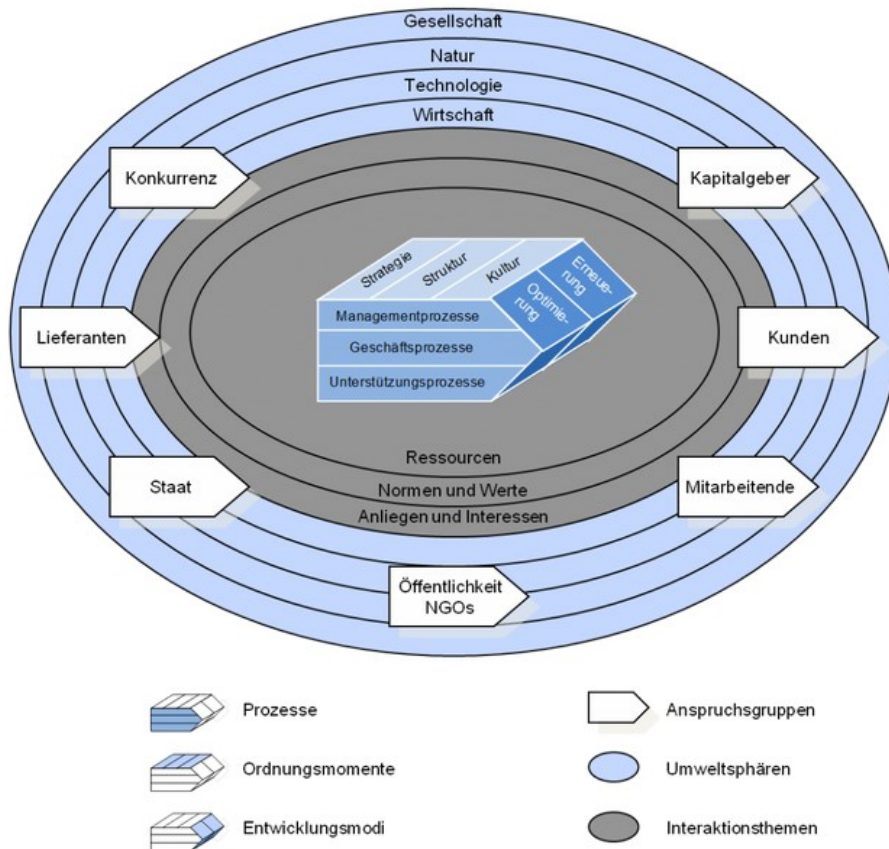 Gesellschaft
Natur
Technologie
Wirtschaft
Konkurrenz
Kapitalgeber
Strategie
Struktur
Kultur
Erneue-
rung
Optimie-
rung
Managementprozesse
Geschäftsprozesse
Unterstützungsprozesse
Lieferanten
Kunden
Ressourcen
Staat
Normen und Werte
Mitarbeitende
Anliegen und Interessen
Öffentlichkeit
NGOs
Prozesse
Anspruchsgruppen
Ordnungsmomente
Umweltsphären
Entwicklungsmodi
Interaktionsthemen